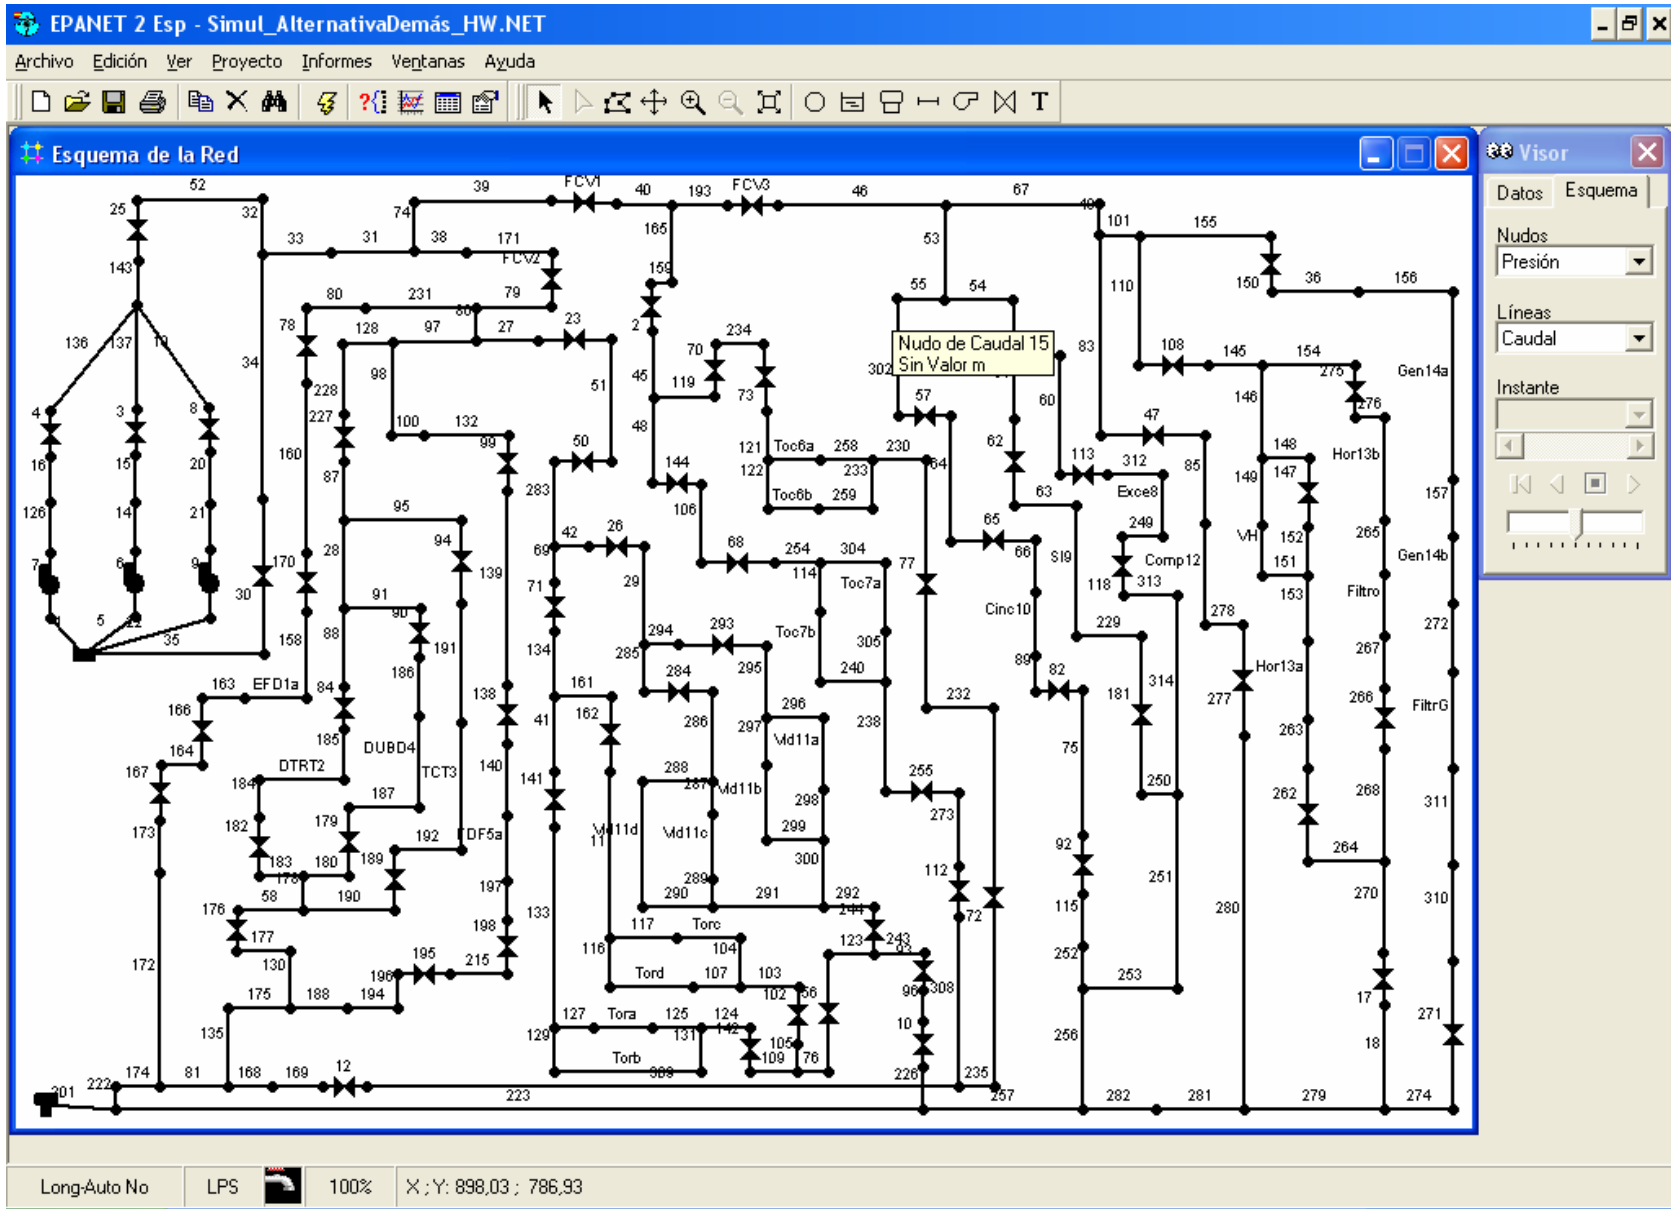 EPANET 2 Esp - Simul_AlternativaDemás_HW.NET
Archivo Edición Ver Proyecto Informes Ventanas Ayuda
Esquema de la Red
Visor
Datos Esquema
Nudos
Presión
Líneas
Caudal
Instante
52
25 32
39 FCV1 40 193 FCV3 46 67
74
33 31 38 171
165 53 101 155
143 FCV2 159
110 150 36 156
80 231 79
55 54
78 128 97 27 23 2 234
136 137
Nudo de Caudal 15
Sin Valor m
34 98 70 83 108 145 154
228 51 45 119 302 275 Gen14a
73 60 146 276
4 3 8 227 100 132 48 57 47
99 50 121 Toc6a 258 230 62 113 312 148
16 15 20 160 87 144 122 233 64 85 149 147 Hor13b
283 Toc6b 259 Exce8 157
126 14 21 95 106 63
28 94 42 26 65 249 VH 152 265
7 6 9 170 139 69 68 254 304 77 66 SI9 Comp12 151 Gen14b
71 29 114 Toc7a 118 313 153 Filtro
30 91 Cinc10 278 272
5 35 158 88 191 294 293 Toc7b 229
134 285 295 305 267
186 284 240 89 82 314 Hor13a
163 EFD1a 84 138 161 232 181 277 266
166 41 162 286 296 238 FiltrG
164 185 DUBD4 297 Md11a 75 263
167 DTRT2 TCT3 140 141 288 255
184 187 Md11b 298 250 262 268 311
173 182 179 192 Md11c 299 273
183 180 189 300 112 92 264
58 190 197 289 251 270
176 290 291 292 115 280 310
177 133 117 Torc 72
198 116 104 123 243 252
172 130 195 215 Tord 107 103 253
175 188 194 102 308 17
127 Tora 125 124 10 271
135 129 131 105 256 18
Torb 109 76
174 81 168 169 12 226 235
222 223 257 282 281 279 274
Long-Auto No LPS 100% X ; Y: 898,03 ; 786,93